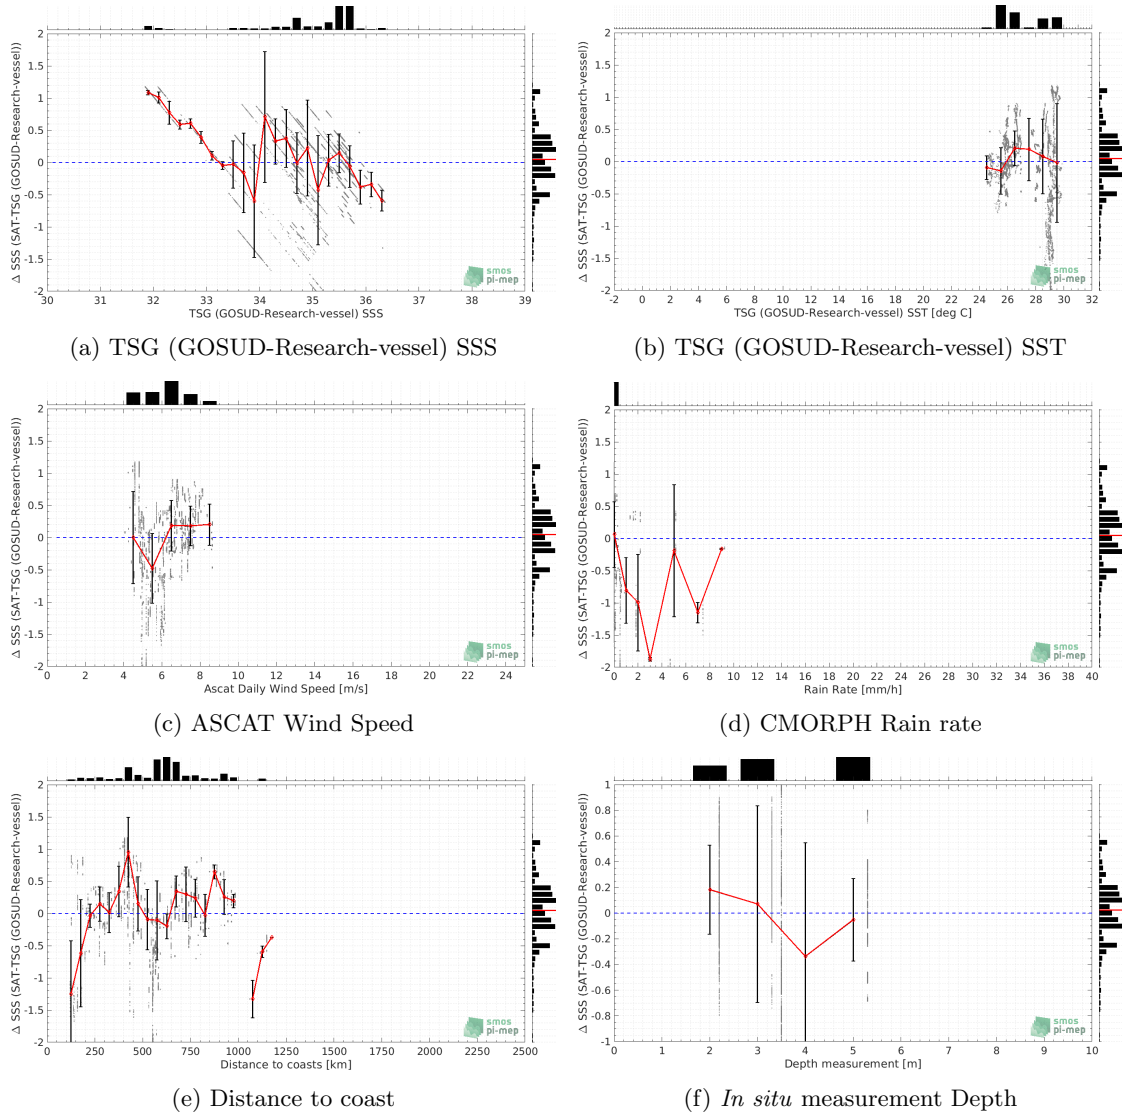 2
1.5
1
0.5
0
-0.5
-1
-1.5
-2
Δ SSS (SAT-TSG (GOSUD-Research-vessel))
30 31 32 33 34 35 36 37 38 39
TSG (GOSUD-Research-vessel) SSS
smos
pi-mep
(a) TSG (GOSUD-Research-vessel) SSS
2
1.5
1
0.5
0
-0.5
-1
-1.5
-2
Δ SSS (SAT-TSG (GOSUD-Research-vessel))
-2 0 2 4 6 8 10 12 14 16 18 20 22 24 26 28 30 32
TSG (GOSUD-Research-vessel) SST [deg C]
smos
pi-mep
(b) TSG (GOSUD-Research-vessel) SST
2
1.5
1
0.5
0
-0.5
-1
-1.5
-2
Δ SSS (SAT-TSG (GOSUD-Research-vessel))
0 2 4 6 8 10 12 14 16 18 20 22 24
Ascat Daily Wind Speed [m/s]
smos
pi-mep
(c) ASCAT Wind Speed
2
1.5
1
0.5
0
-0.5
-1
-1.5
-2
Δ SSS (SAT-TSG (GOSUD-Research-vessel))
0 2 4 6 8 10 12 14 16 18 20 22 24 26 28 30 32 34 36 38 40
Rain Rate [mm/h]
smos
pi-mep
(d) CMORPH Rain rate
2
1.5
1
0.5
0
-0.5
-1
-1.5
-2
Δ SSS (SAT-TSG (GOSUD-Research-vessel))
0 250 500 750 1000 1250 1500 1750 2000 2250 2500
Distance to coasts [km]
smos
pi-mep
(e) Distance to coast
1
0.8
0.6
0.4
0.2
0
-0.2
-0.4
-0.6
-0.8
-1
Δ SSS (SAT-TSG (GOSUD-Research-vessel))
0 1 2 3 4 5 6 7 8 9 10
Depth measurement [m]
smos
pi-mep
(f) In situ measurement Depth